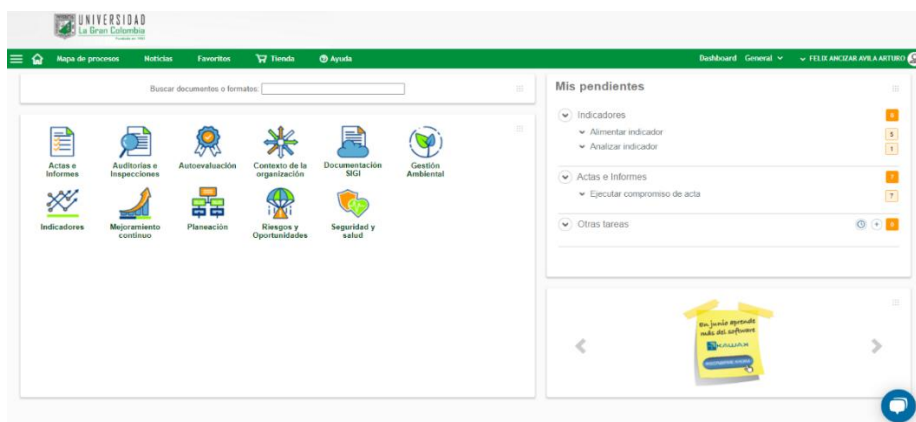 UNIVERSIDAD
La Gran Colombia
Mapa de procesos
Noticias
Favoritos
Tienda
Ayuda
Dashboard
General
FELIX ANCIZAR AVILA ARTURO
Buscar documentos o formatos:
Actas e
Informes
Auditorías e
Inspecciones
Autoevaluación
Contexto de la
organización
Documentación
SIGI
Gestión
Ambiental
Indicadores
Mejoramiento
continuo
Planeación
Riesgos y
Oportunidades
Seguridad y
salud
Mis pendientes
Indicadores
Alimentar indicador 5
Analizar indicador 1
Actas e Informes 7
Ejecutar compromiso de acta 7
Otras tareas
En junio aprende
más del software
KAWAK